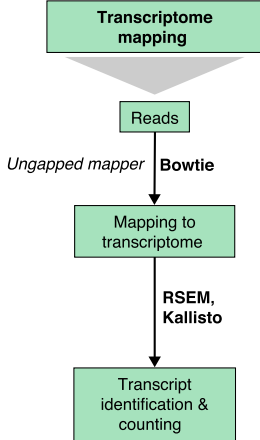 Transcriptome
mapping
Reads
Ungapped mapper Bowtie
Mapping to
transcriptome
RSEM,
Kallisto
Transcript
identification &
counting